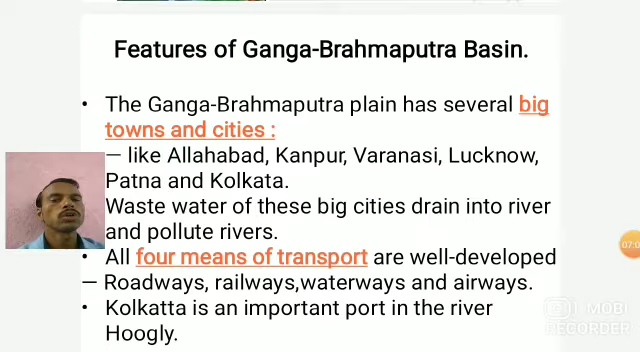 Features of Ganga-Brahmaputra Basin.
• The Ganga-Brahmaputra plain has several big
towns and cities :
— like Allahabad, Kanpur, Varanasi, Lucknow,
Patna and Kolkata.
Waste water of these big cities drain into river
and pollute rivers.
• All four means of transport are well-developed
— Roadways, railways,waterways and airways.
• Kolkatta is an important port in the river
Hoogly.
07:0
MOBI
RECORDER